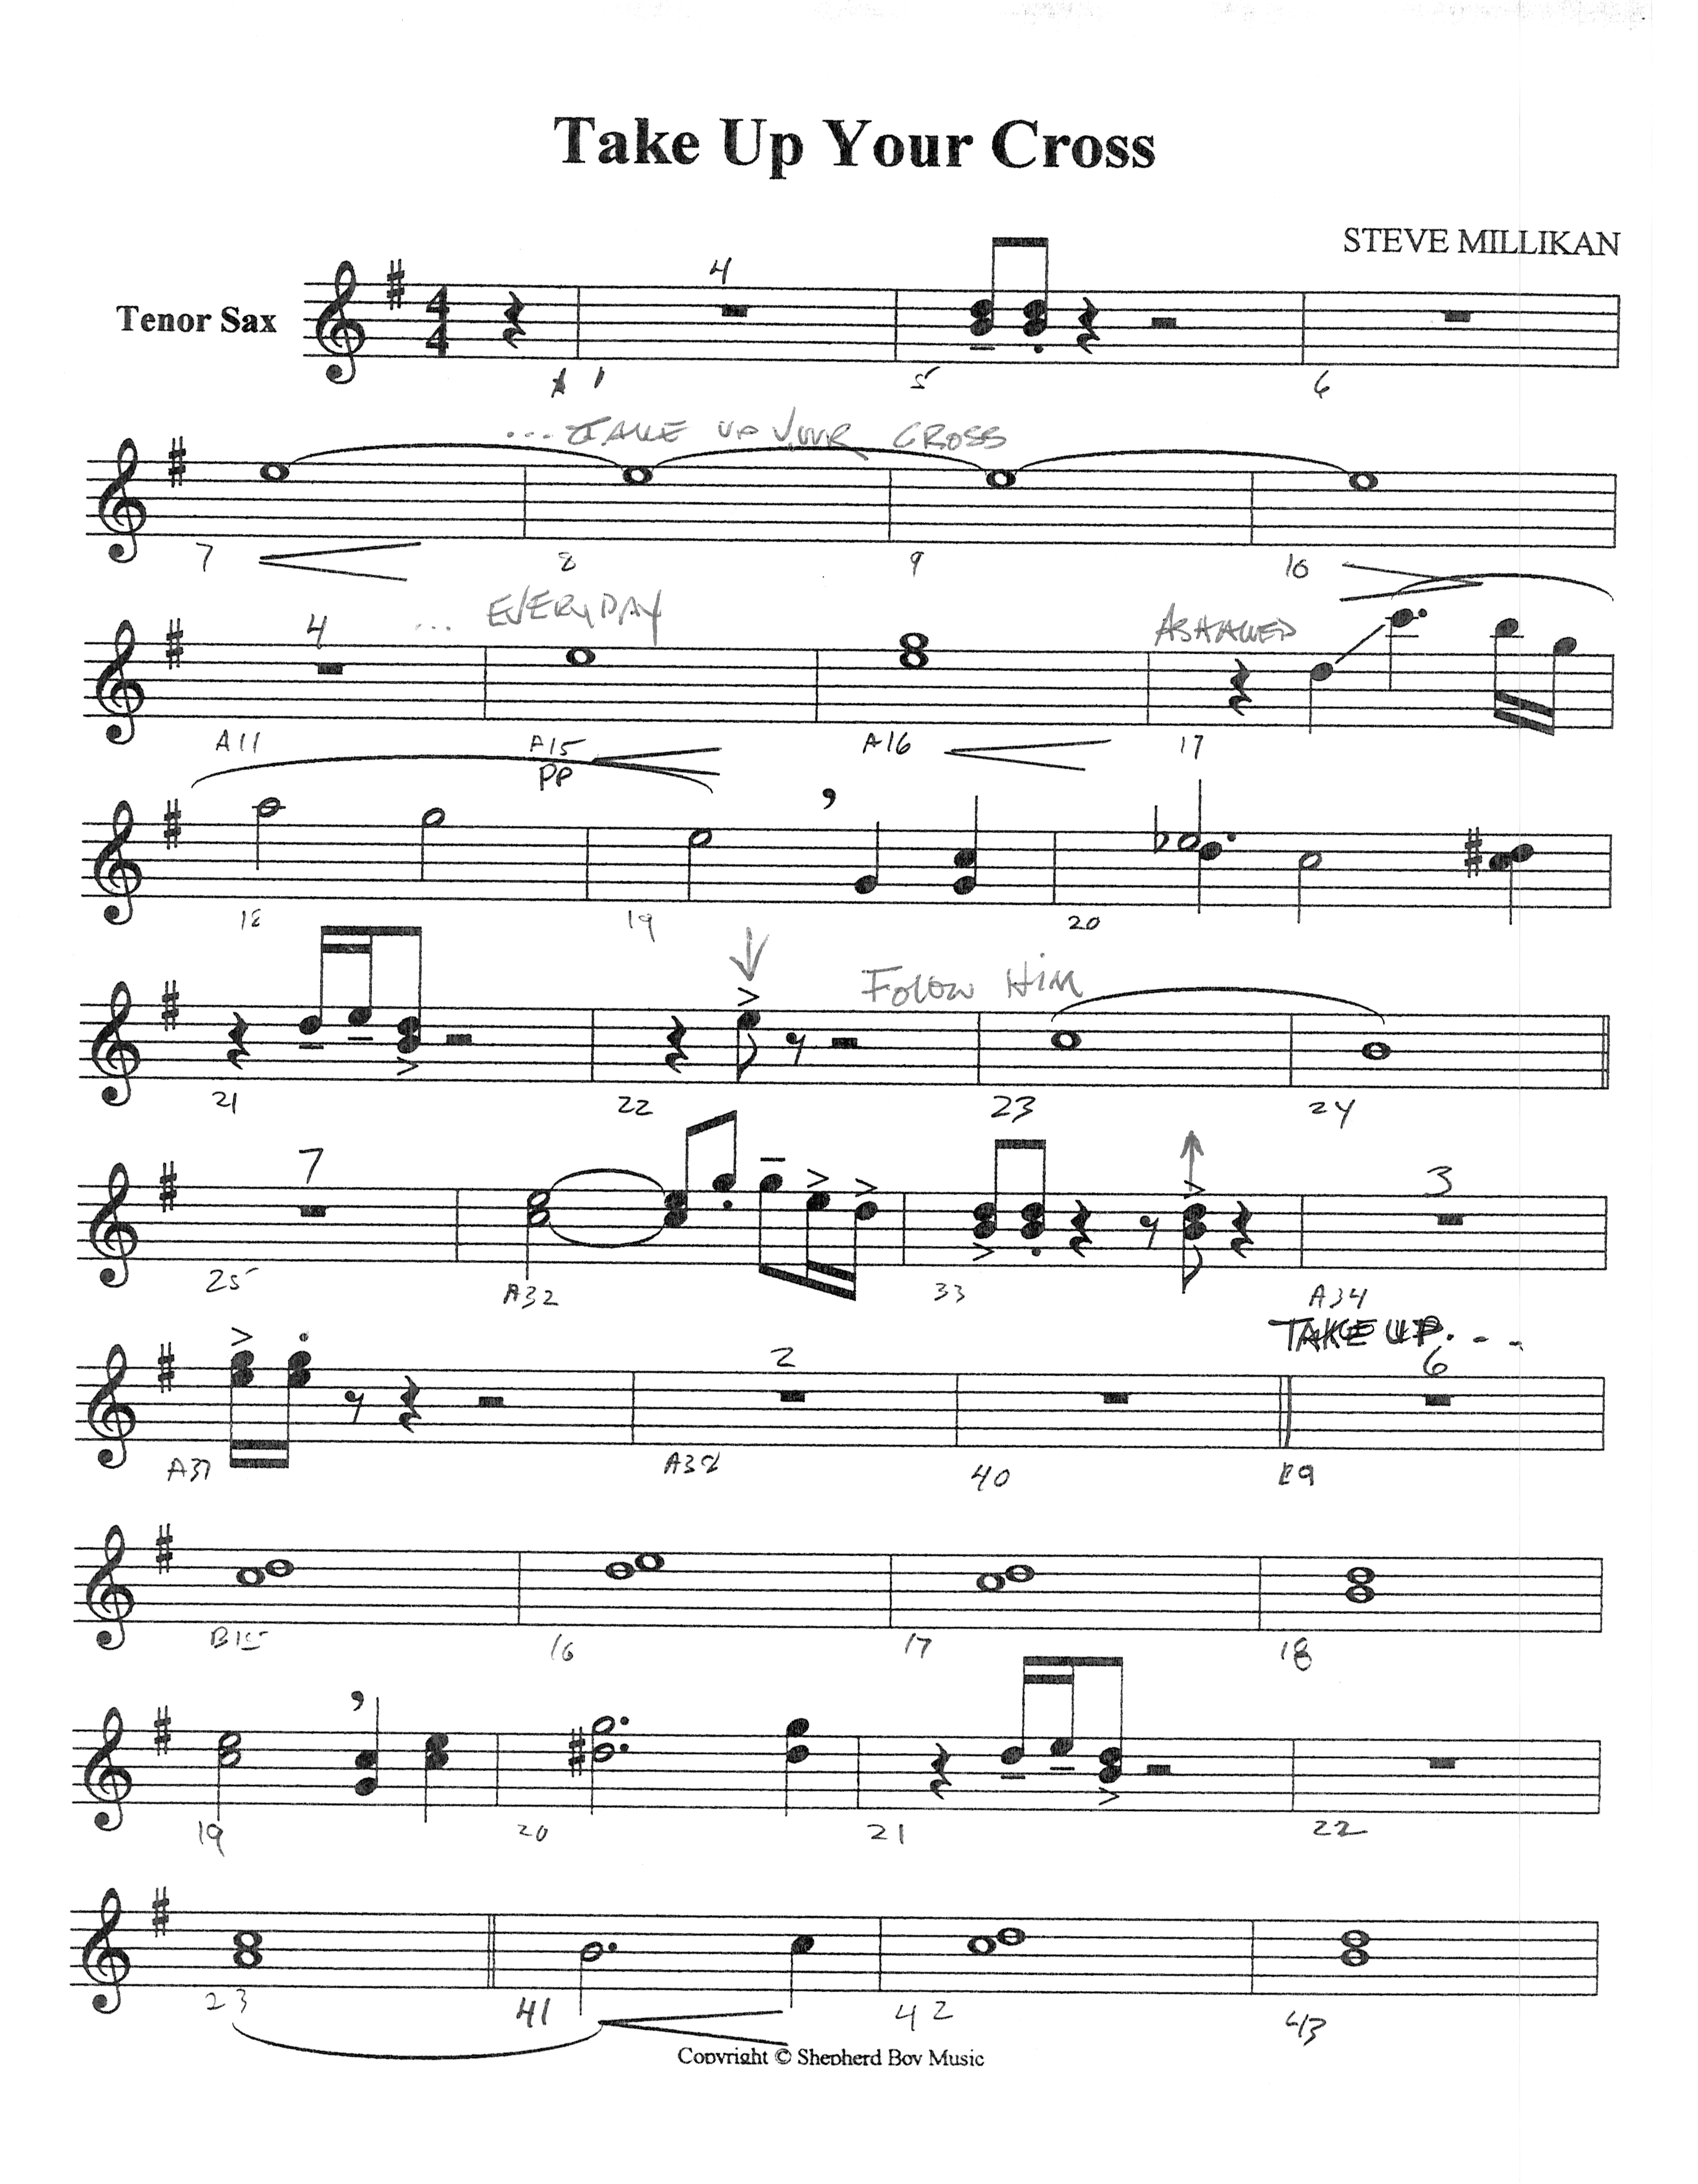 Take Up Your Cross
STEVE MILLIKAN
4
Tenor Sax
4
4
A 1 5 6
... TAKE UP YOUR CROSS
7 8 9 10
4 ... EVERYDAY ASHAMED
A11 A15 A16 17
PP
18 19 20
FOLOW HIM
21 22 23 24
7 3
25 A32 33 A34
TAKE UP...
2 6
A37 A38 40 B9
B15 16 17 18
19 20 21 22
23 41 42 43
Copyright © Shepherd Boy Music